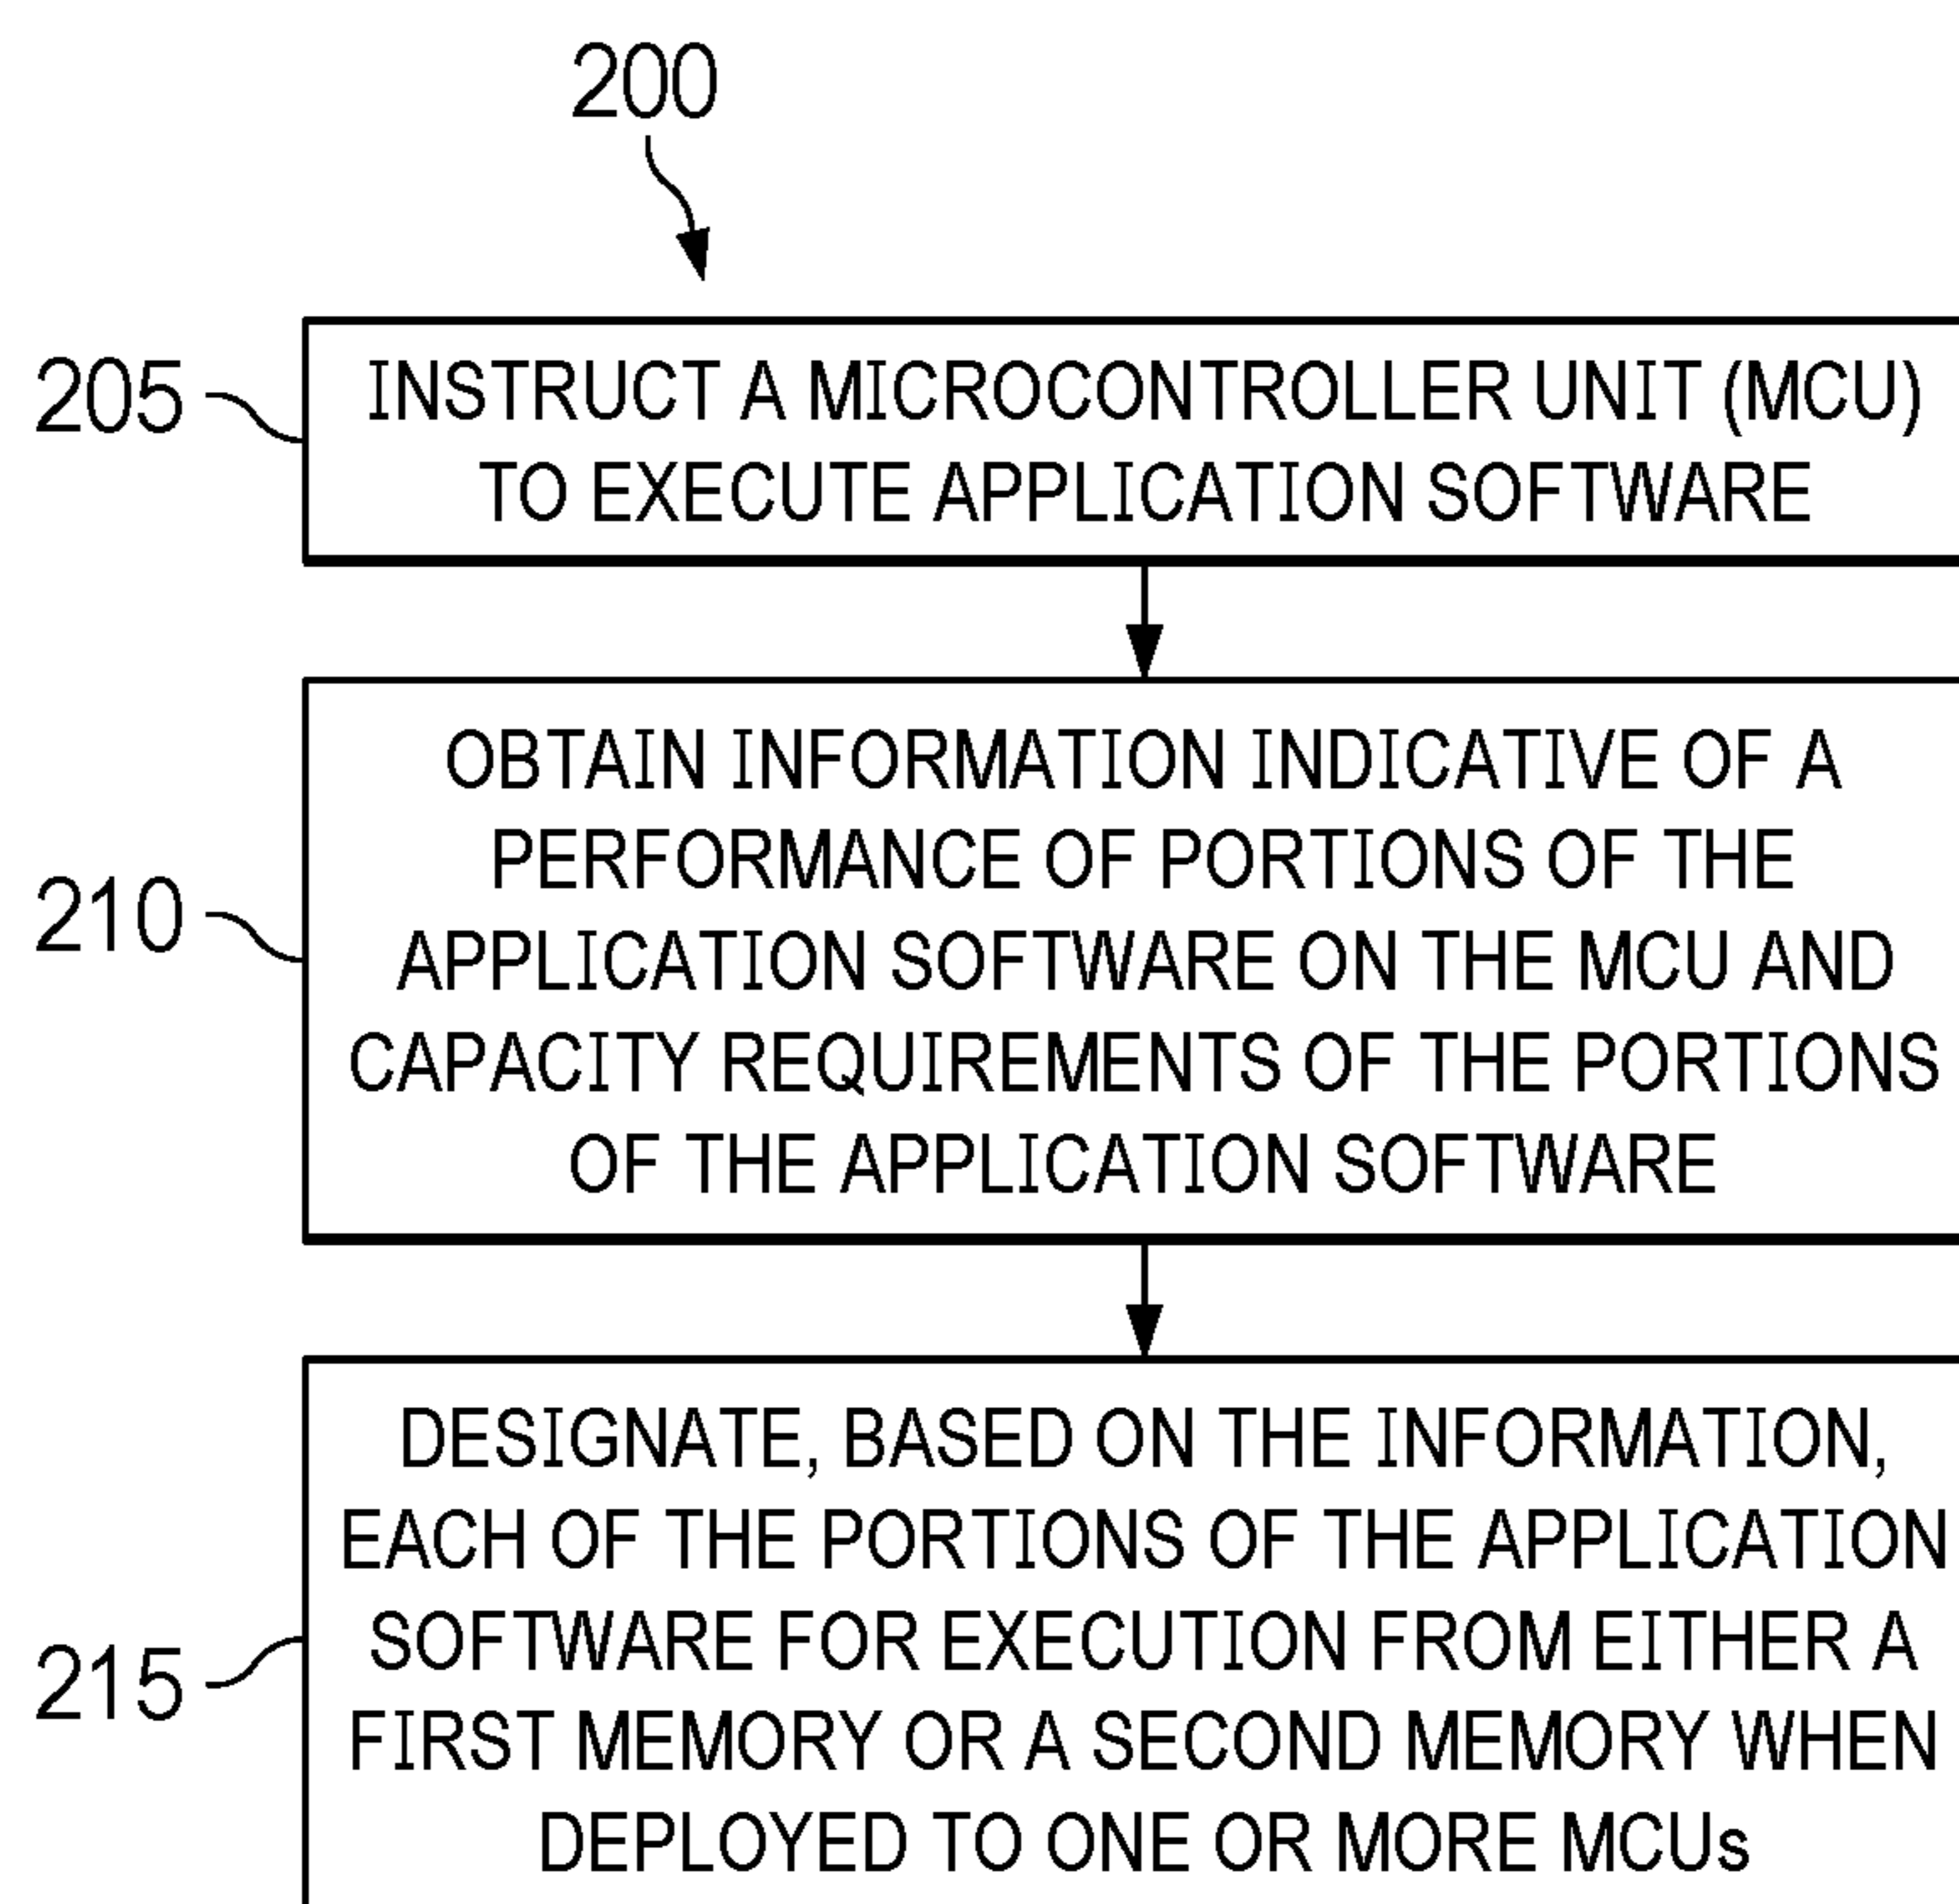 200
205
INSTRUCT A MICROCONTROLLER UNIT (MCU)
TO EXECUTE APPLICATION SOFTWARE
210
OBTAIN INFORMATION INDICATIVE OF A
PERFORMANCE OF PORTIONS OF THE
APPLICATION SOFTWARE ON THE MCU AND
CAPACITY REQUIREMENTS OF THE PORTIONS
OF THE APPLICATION SOFTWARE
215
DESIGNATE, BASED ON THE INFORMATION,
EACH OF THE PORTIONS OF THE APPLICATION
SOFTWARE FOR EXECUTION FROM EITHER A
FIRST MEMORY OR A SECOND MEMORY WHEN
DEPLOYED TO ONE OR MORE MCUs